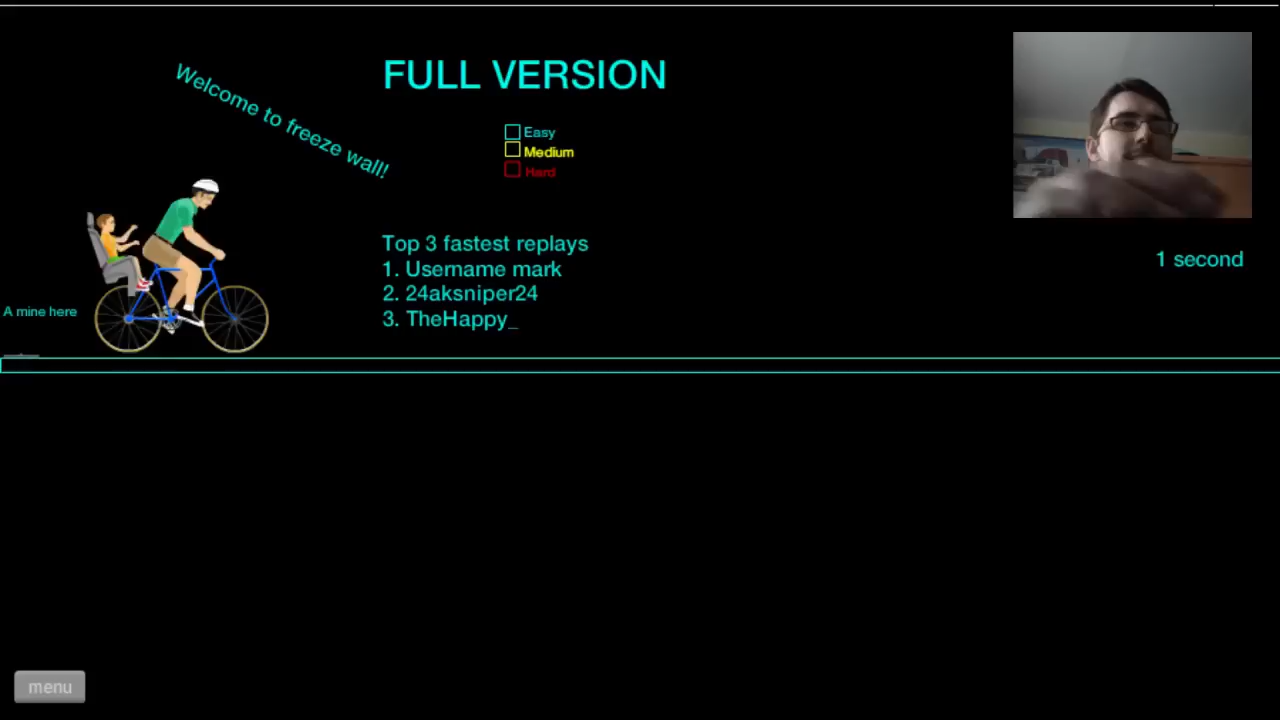 Welcome to freeze wall!
FULL VERSION
Easy
Medium
Hard
Top 3 fastest replays
1. Username mark
2. 24aksniper24
3. TheHappy_
1 second
A mine here
menu